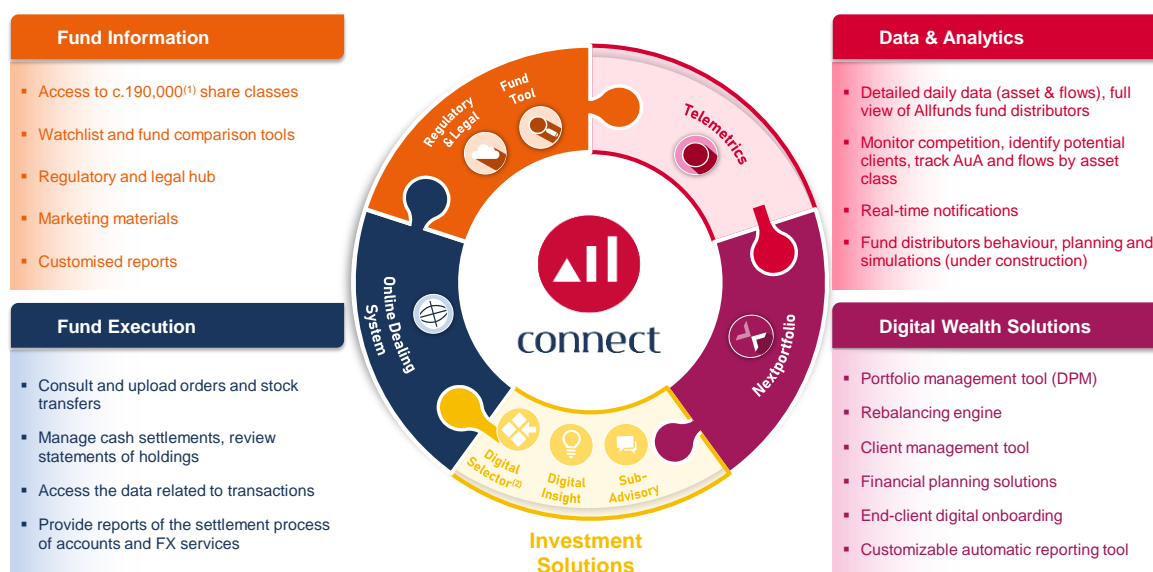 Fund Information
▪ Access to c.190,000⁽¹⁾ share classes
▪ Watchlist and fund comparison tools
▪ Regulatory and legal hub
▪ Marketing materials
▪ Customised reports
Fund Execution
▪ Consult and upload orders and stock
transfers
▪ Manage cash settlements, review
statements of holdings
▪ Access the data related to transactions
▪ Provide reports of the settlement process
of accounts and FX services
Regulatory
& Legal
Fund
Tool
Telemetrics
Online Dealing
System
connect
Nextportfolio
Digital
Selector⁽²⁾
Digital
Insight
Sub-
Advisory
Investment
Solutions
Data & Analytics
▪ Detailed daily data (asset & flows), full
view of Allfunds fund distributors
▪ Monitor competition, identify potential
clients, track AuA and flows by asset
class
▪ Real-time notifications
▪ Fund distributors behaviour, planning and
simulations (under construction)
Digital Wealth Solutions
▪ Portfolio management tool (DPM)
▪ Rebalancing engine
▪ Client management tool
▪ Financial planning solutions
▪ End-client digital onboarding
▪ Customizable automatic reporting tool